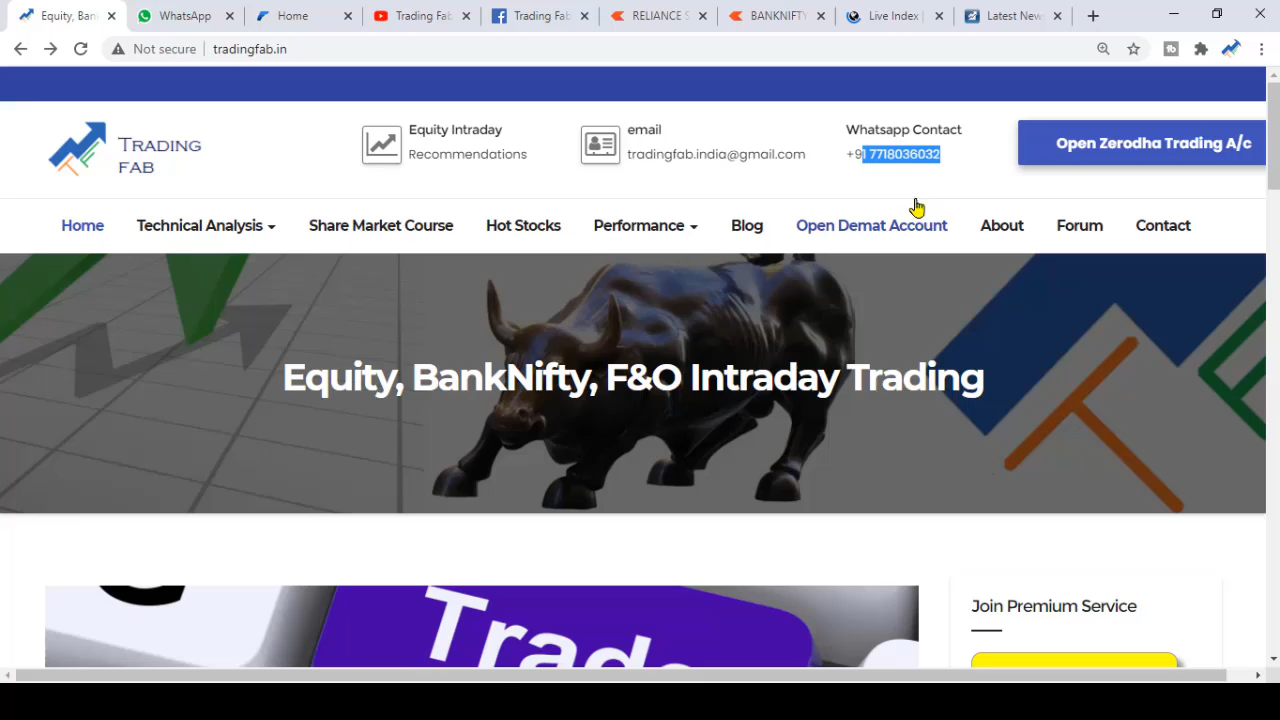 Equity, Ban
WhatsApp
Home
Trading Fab
Trading Fab
RELIANCE S
BANKNIFTY
Live Index |
Latest New
Not secure
tradingfab.in
Equity Intraday
Recommendations
email
tradingfab.india@gmail.com
Whatsapp Contact
+91 7718036032
Open Zerodha Trading A/c
TRADING
FAB
Home
Technical Analysis
Share Market Course
Hot Stocks
Performance
Blog
Open Demat Account
About
Forum
Contact
Equity, BankNifty, F&O Intraday Trading
Join Premium Service